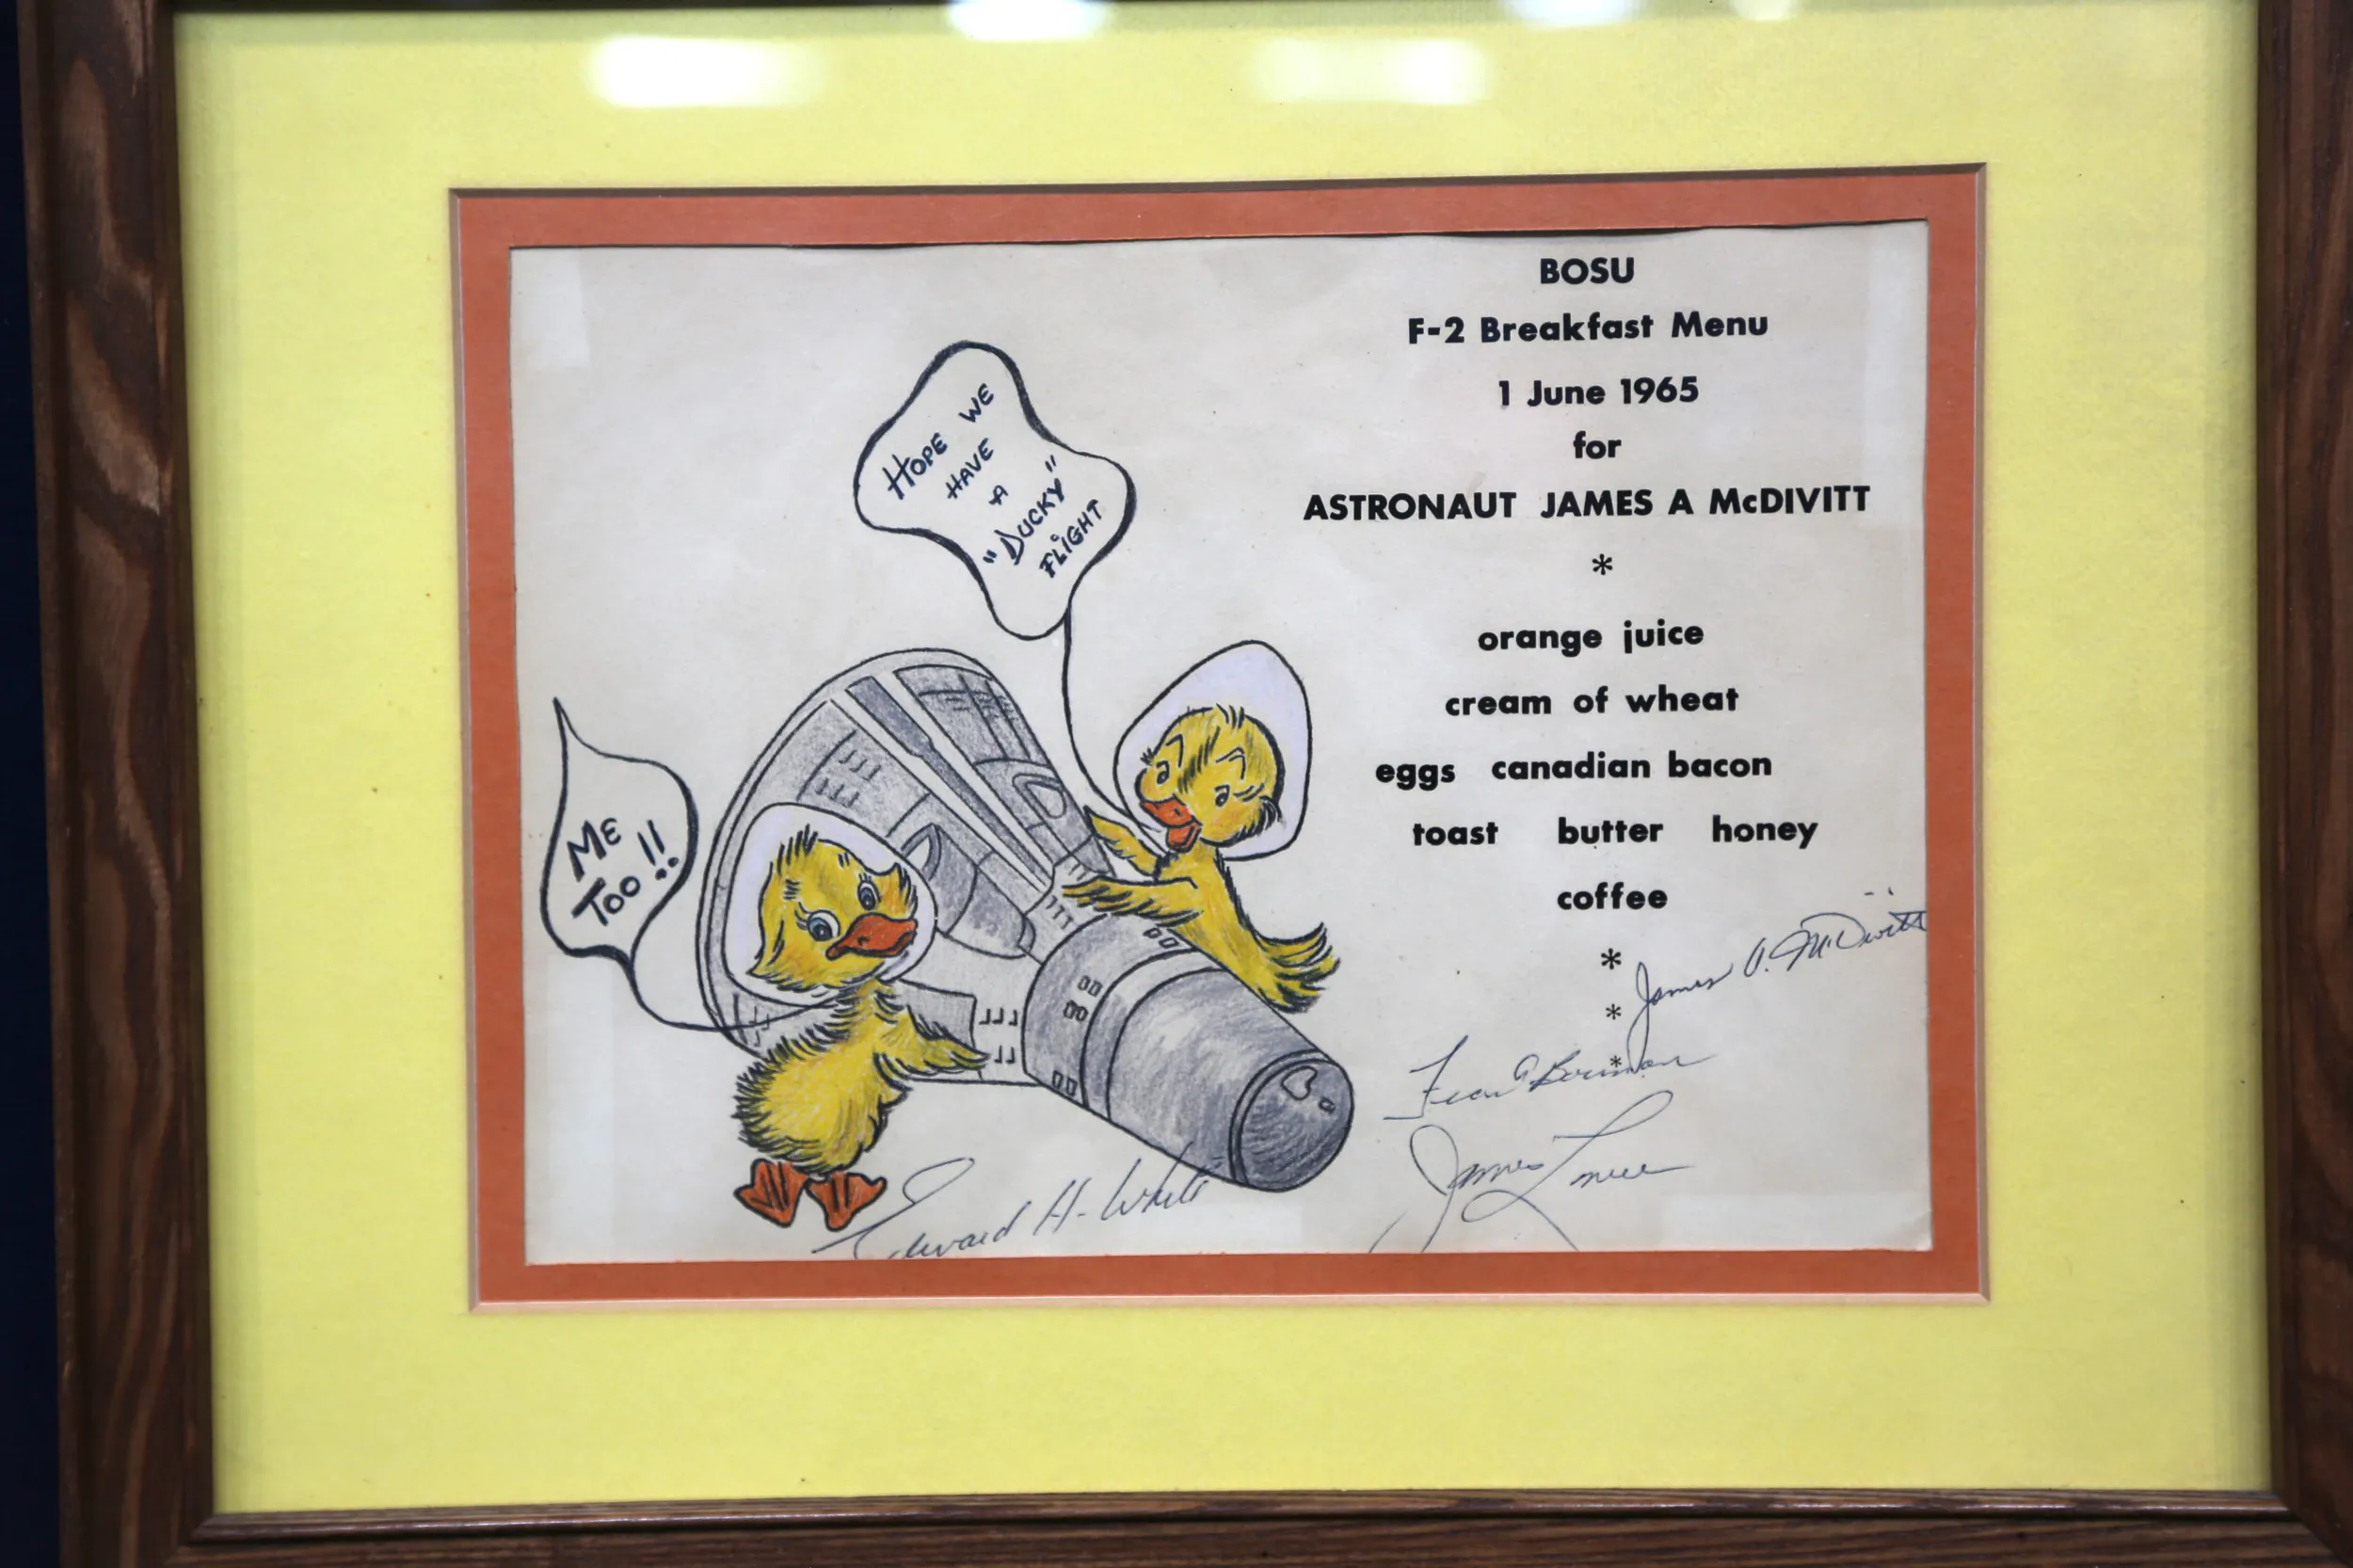 HOPE WE
HAVE
A
"DUCKY"
FLIGHT
ME
TOO!!
BOSU
F-2 Breakfast Menu
1 June 1965
for
ASTRONAUT JAMES A McDIVITT
*
orange juice
cream of wheat
eggs canadian bacon
toast butter honey
coffee
*
*
*
James A. McDivitt
Frank Borman
James Lovell
Edward H. White